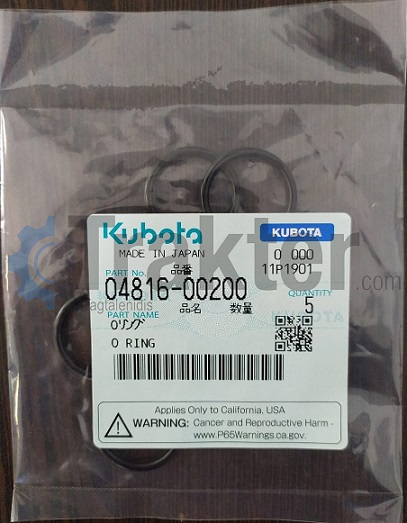 Kubota
KUBOTA
MADE IN JAPAN
0 000
PART No.
品番
11P1901
04816-00200
QUANTITY
品名
数量
5
PART NAME
Oリング
KUBOTA
O RING
Applies Only to California, USA
WARNING: Cancer and Reproductive Harm -
www.P65Warnings.ca.gov.
Trakter.com